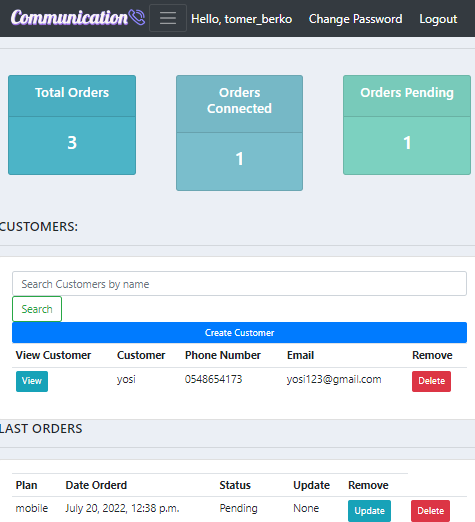 Communication Hello, tomer_berko Change Password Logout
Total Orders
3
Orders
Connected
1
Orders Pending
1
CUSTOMERS:
Search Customers by name
Search
Create Customer
View Customer Customer Phone Number Email Remove
View yosi 0548654173 yosi123@gmail.com Delete
LAST ORDERS
Plan Date Orderd Status Update Remove
mobile July 20, 2022, 12:38 p.m. Pending None Update Delete